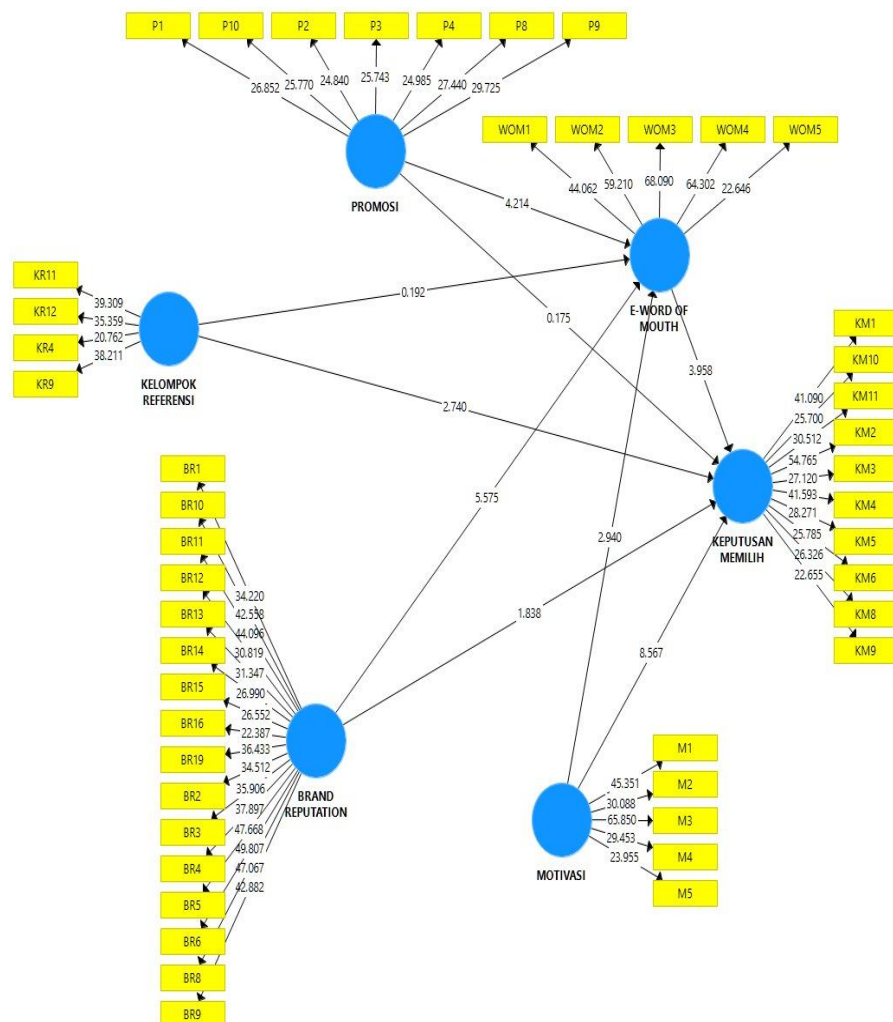 P1
P10
P2
P3
P4
P8
P9
26.852
25.770
24.840
25.743
24.985
27.440
29.725
PROMOSI
WOM1
WOM2
WOM3
WOM4
WOM5
44.062
59.210
68.090
64.302
22.646
E-WORD OF
MOUTH
4.214
0.192
0.175
KR11
KR12
KR4
KR9
39.309
35.359
20.762
38.211
KELOMPOK
REFERENSI
2.740
3.958
5.575
2.940
1.838
8.567
KM1
KM10
KM11
KM2
KM3
KM4
KM5
KM6
KM8
KM9
41.090
25.700
30.512
54.765
27.120
41.593
28.271
25.785
26.326
22.655
KEPUTUSAN
MEMILIH
BR1
BR10
BR11
BR12
BR13
BR14
BR15
BR16
BR19
BR2
BR3
BR4
BR5
BR6
BR8
BR9
34.220
42.558
44.096
30.819
31.347
26.990
26.552
22.387
36.433
34.512
35.906
37.897
47.668
49.807
47.067
42.882
BRAND
REPUTATION
M1
M2
M3
M4
M5
45.351
30.088
65.850
29.453
23.955
MOTIVASI